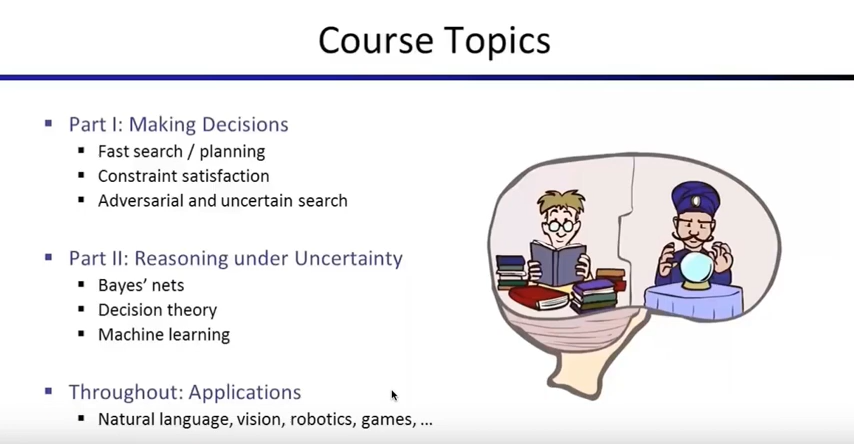 Course Topics
Part I: Making Decisions
Fast search / planning
Constraint satisfaction
Adversarial and uncertain search
Part II: Reasoning under Uncertainty
Bayes’ nets
Decision theory
Machine learning
Throughout: Applications
Natural language, vision, robotics, games, …